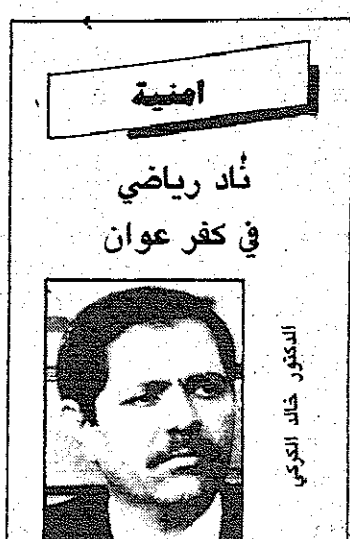 امنية
ناد رياضي
في كفر عوان
الدكتور خالد الكركي